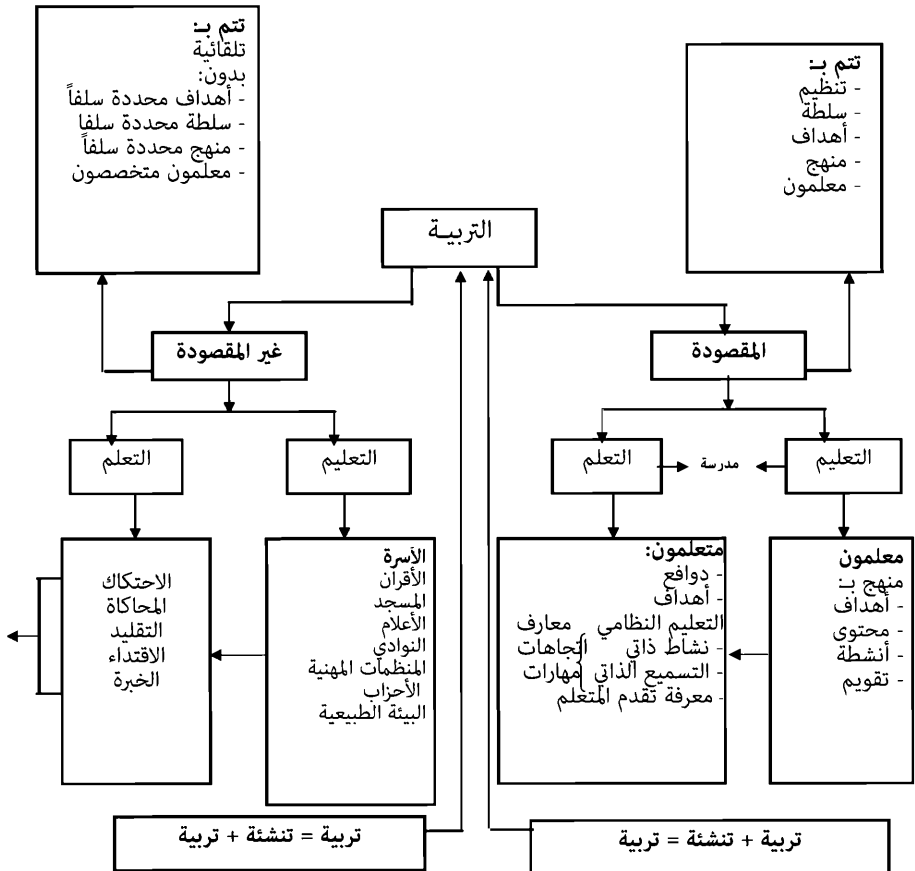 تتم بـ:
- تنظيم
- سلطة
- أهداف
- منهج
- معلمون
تتم بـ:
تلقائية
بدون:
- أهداف محددة سلفاً
- سلطة محددة سلفا
- منهج محددة سلفاً
- معلمون متخصصون
التربيـة
المقصودة
غير المقصودة
التعليم
مدرسة
التعلم
التعليم
التعلم
معلمون
منهج بـ:
- أهداف
- محتوى
- أنشطة
- تقويم
متعلمون:
- دوافع
- أهداف
التعليم النظامي معارف
- نشاط ذاتي اتجاهات
- التسميع الذاتي مهارات
- معرفة تقدم المتعلم
الأسرة
الأقران
المسجد
الأعلام
النوادي
المنظمات المهنية
الأحزاب
البيئة الطبيعية
الاحتكاك
المحاكاة
التقليد
الاقتداء
الخبرة
تربية + تنشئة = تربية
تربية = تنشئة + تربية